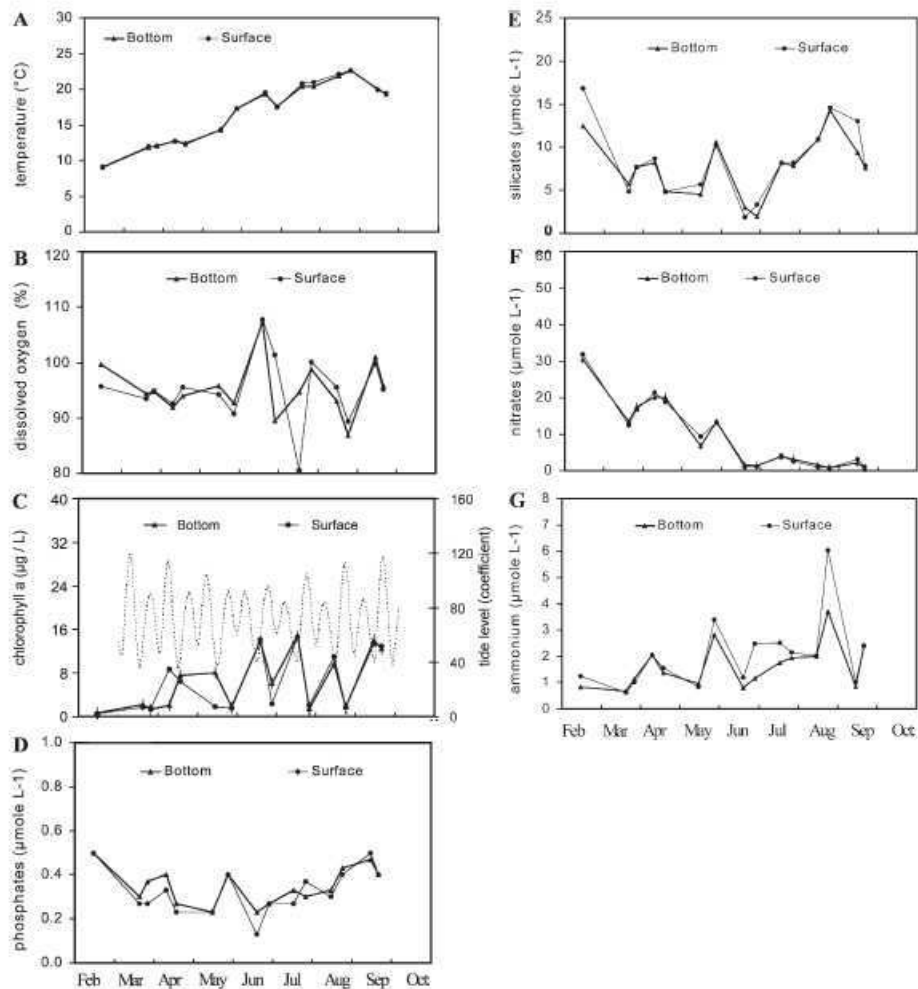 A
temperature (°C)
30
25
20
15
10
5
0
Bottom
Surface
B
dissolved oxygen (%)
120
110
100
90
80
Bottom
Surface
C
chlorophyll a (µg / L)
40
36
28
24
16
8
0
Bottom
Surface
160
120
80
40
0
tide level (coefficient)
D
phosphates (µmole L-1)
1.0
0.8
0.6
0.4
0.2
0.0
Bottom
Surface
Feb Mar Apr May Jun Jul Aug Sep Oct
E
silicates (µmole L-1)
25
20
15
10
5
0
Bottom
Surface
F
nitrates (µmole L-1)
60
50
40
30
20
10
0
Bottom
Surface
G
ammonium (µmole L-1)
8
7
6
5
4
3
2
1
0
Bottom
Surface
Feb Mar Apr May Jun Jul Aug Sep Oct